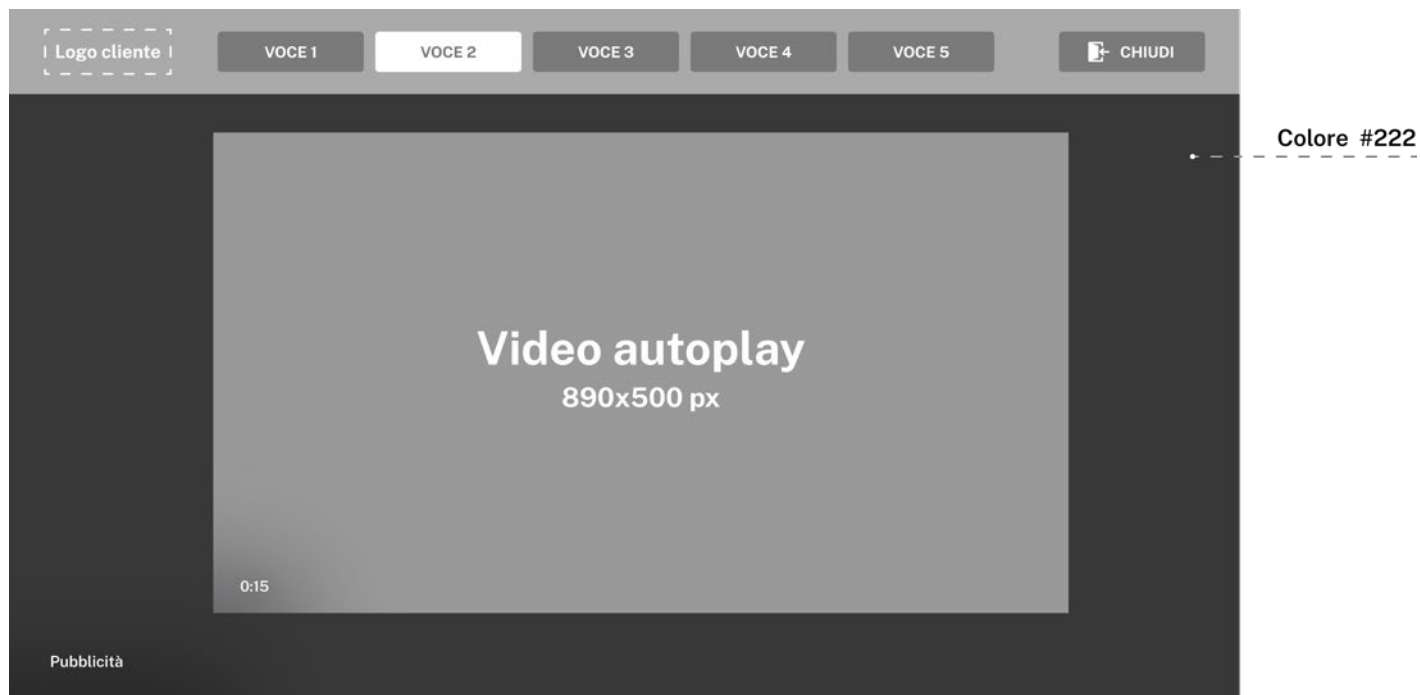 Logo cliente
VOCE 1
VOCE 2
VOCE 3
VOCE 4
VOCE 5
CHIUDI
Colore #222
Video autoplay
890x500 px
0:15
Pubblicità